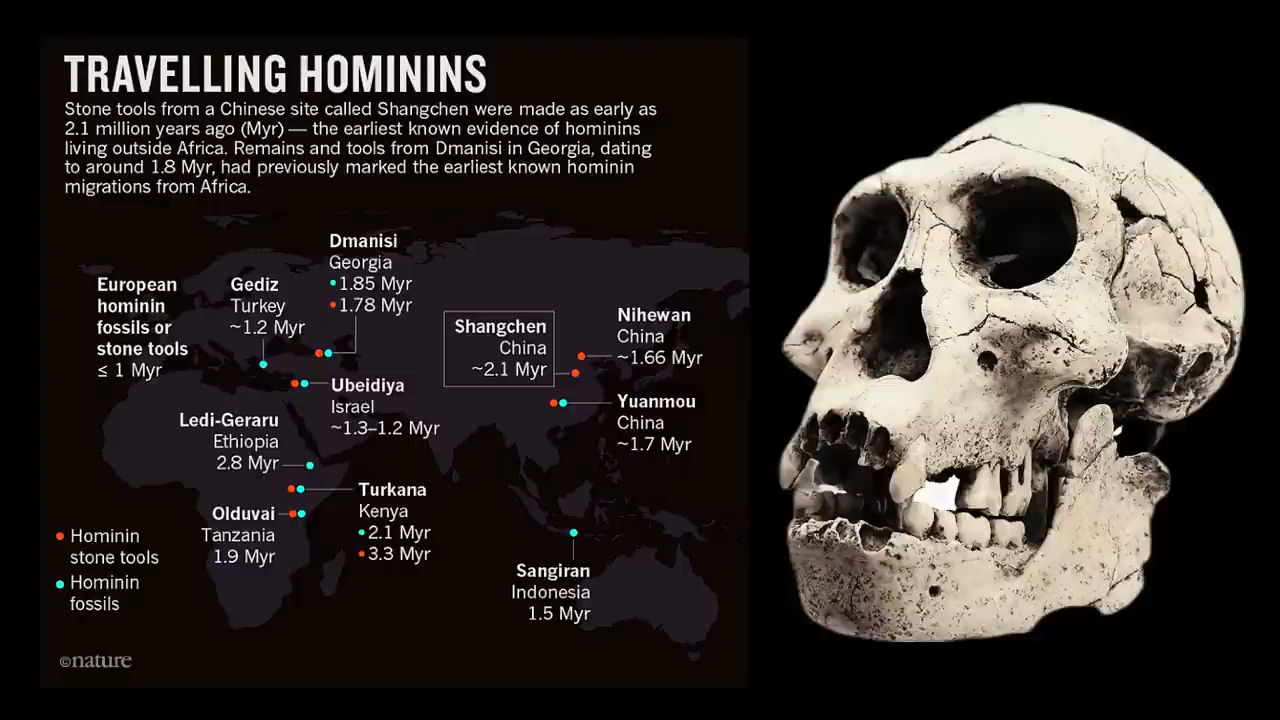 TRAVELLING HOMININS
Stone tools from a Chinese site called Shangchen were made as early as
2.1 million years ago (Myr) — the earliest known evidence of hominins
living outside Africa. Remains and tools from Dmanisi in Georgia, dating
to around 1.8 Myr, had previously marked the earliest known hominin
migrations from Africa.
European
hominin
fossils or
stone tools
≤ 1 Myr
Gediz
Turkey
~1.2 Myr
Dmanisi
Georgia
1.85 Myr
1.78 Myr
Shangchen
China
~2.1 Myr
Nihewan
China
~1.66 Myr
Ubeidiya
Israel
~1.3–1.2 Myr
Yuanmou
China
~1.7 Myr
Ledi-Geraru
Ethiopia
2.8 Myr
Turkana
Kenya
2.1 Myr
3.3 Myr
Olduvai
Tanzania
1.9 Myr
Sangiran
Indonesia
1.5 Myr
Hominin
stone tools
Hominin
fossils
©nature